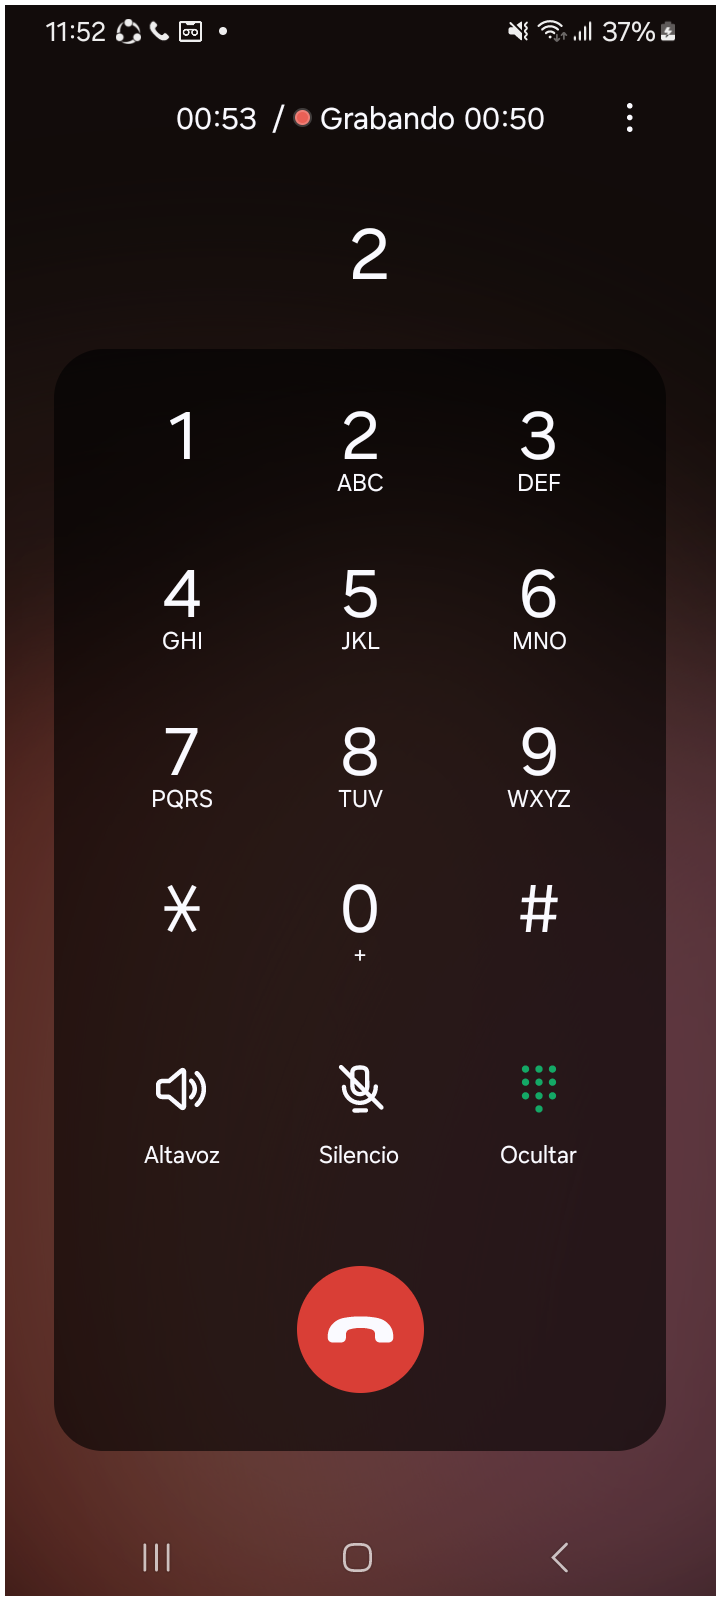 11:52 37%
00:53 / Grabando 00:50
2
1 2 3
ABC DEF
4 5 6
GHI JKL MNO
7 8 9
PQRS TUV WXYZ
* 0 #
+
Altavoz Silencio Ocultar